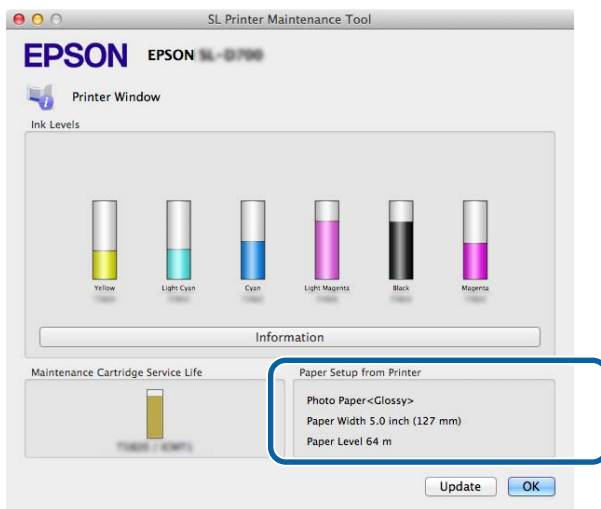 SL Printer Maintenance Tool
EPSON EPSON
Printer Window
Ink Levels
Yellow Light Cyan Cyan Light Magenta Black Magenta
Information
Maintenance Cartridge Service Life
Paper Setup from Printer
Photo Paper<Glossy>
Paper Width 5.0 inch (127 mm)
Paper Level 64 m
Update OK